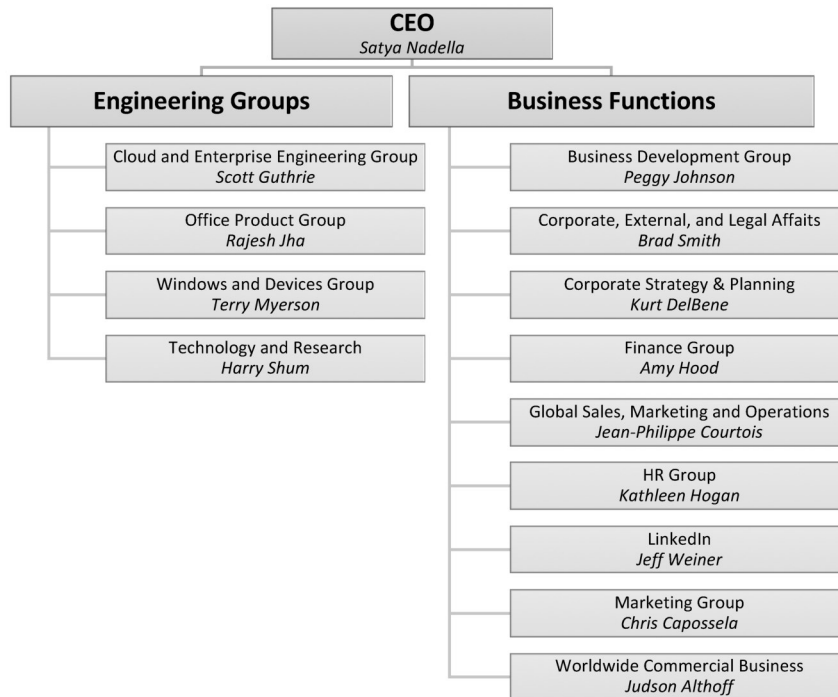 CEO
Satya Nadella
Engineering Groups
Cloud and Enterprise Engineering Group
Scott Guthrie
Office Product Group
Rajesh Jha
Windows and Devices Group
Terry Myerson
Technology and Research
Harry Shum
Business Functions
Business Development Group
Peggy Johnson
Corporate, External, and Legal Affaits
Brad Smith
Corporate Strategy & Planning
Kurt DelBene
Finance Group
Amy Hood
Global Sales, Marketing and Operations
Jean-Philippe Courtois
HR Group
Kathleen Hogan
LinkedIn
Jeff Weiner
Marketing Group
Chris Capossela
Worldwide Commercial Business
Judson Althoff